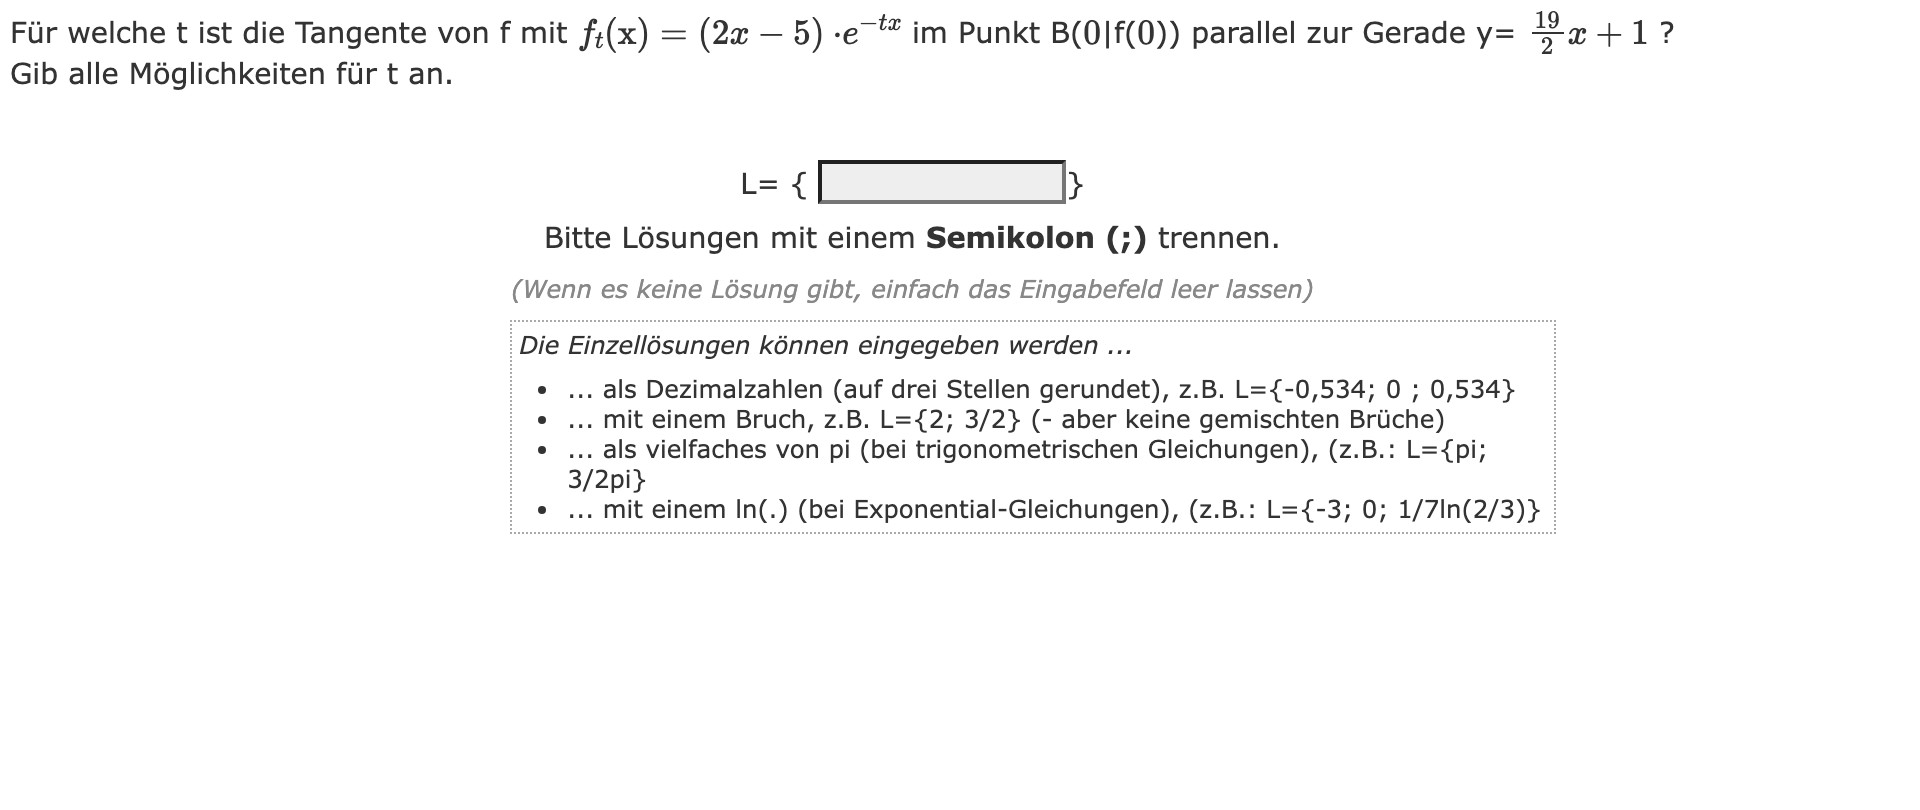 Für welche t ist die Tangente von f mit fₜ(x) = (2x − 5) ·e^(−tx) im Punkt B(0|f(0)) parallel zur Gerade y= 19/2 x + 1 ?
Gib alle Möglichkeiten für t an.
L= { }
Bitte Lösungen mit einem Semikolon (;) trennen.
(Wenn es keine Lösung gibt, einfach das Eingabefeld leer lassen)
Die Einzellösungen können eingegeben werden ...
• ... als Dezimalzahlen (auf drei Stellen gerundet), z.B. L={-0,534; 0 ; 0,534}
• ... mit einem Bruch, z.B. L={2; 3/2} (- aber keine gemischten Brüche)
• ... als vielfaches von pi (bei trigonometrischen Gleichungen), (z.B.: L={pi;
3/2pi}
• ... mit einem ln(.) (bei Exponential-Gleichungen), (z.B.: L={-3; 0; 1/7ln(2/3)}